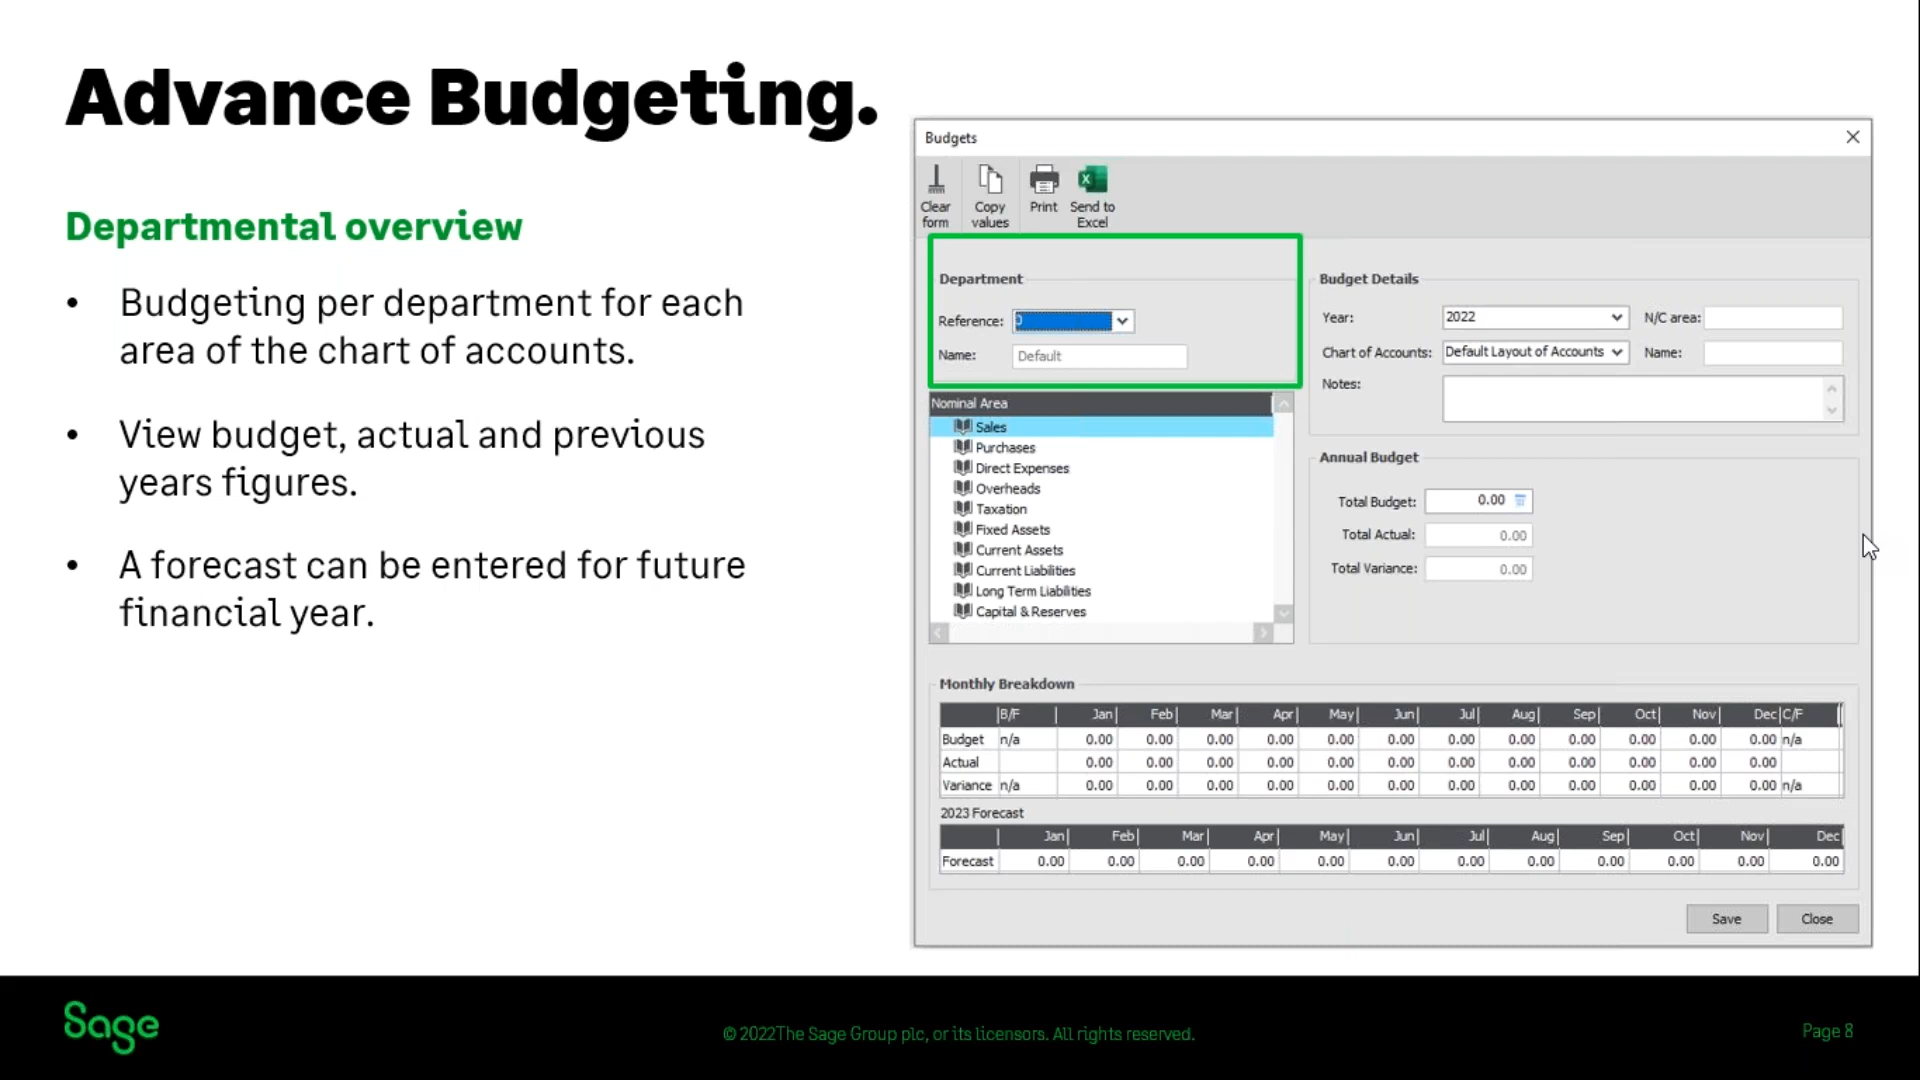 Advance Budgeting.
Departmental overview
• Budgeting per department for each
area of the chart of accounts.
• View budget, actual and previous
years figures.
• A forecast can be entered for future
financial year.
Budgets
Clear form
Copy values
Print
Send to Excel
Department
Reference:
Name: Default
Budget Details
Year: 2022 N/C area:
Chart of Accounts: Default Layout of Accounts Name:
Notes:
Nominal Area
Sales
Purchases
Direct Expenses
Overheads
Taxation
Fixed Assets
Current Assets
Current Liabilities
Long Term Liabilities
Capital & Reserves
Annual Budget
Total Budget: 0.00
Total Actual: 0.00
Total Variance: 0.00
Monthly Breakdown
B/F Jan Feb Mar Apr May Jun Jul Aug Sep Oct Nov Dec C/F
Budget n/a 0.00 0.00 0.00 0.00 0.00 0.00 0.00 0.00 0.00 0.00 0.00 0.00 n/a
Actual 0.00 0.00 0.00 0.00 0.00 0.00 0.00 0.00 0.00 0.00 0.00 0.00
Variance n/a 0.00 0.00 0.00 0.00 0.00 0.00 0.00 0.00 0.00 0.00 0.00 0.00 n/a
2023 Forecast
Jan Feb Mar Apr May Jun Jul Aug Sep Oct Nov Dec
Forecast 0.00 0.00 0.00 0.00 0.00 0.00 0.00 0.00 0.00 0.00 0.00 0.00
Save Close
Sage
© 2022The Sage Group plc, or its licensors. All rights reserved.
Page 8